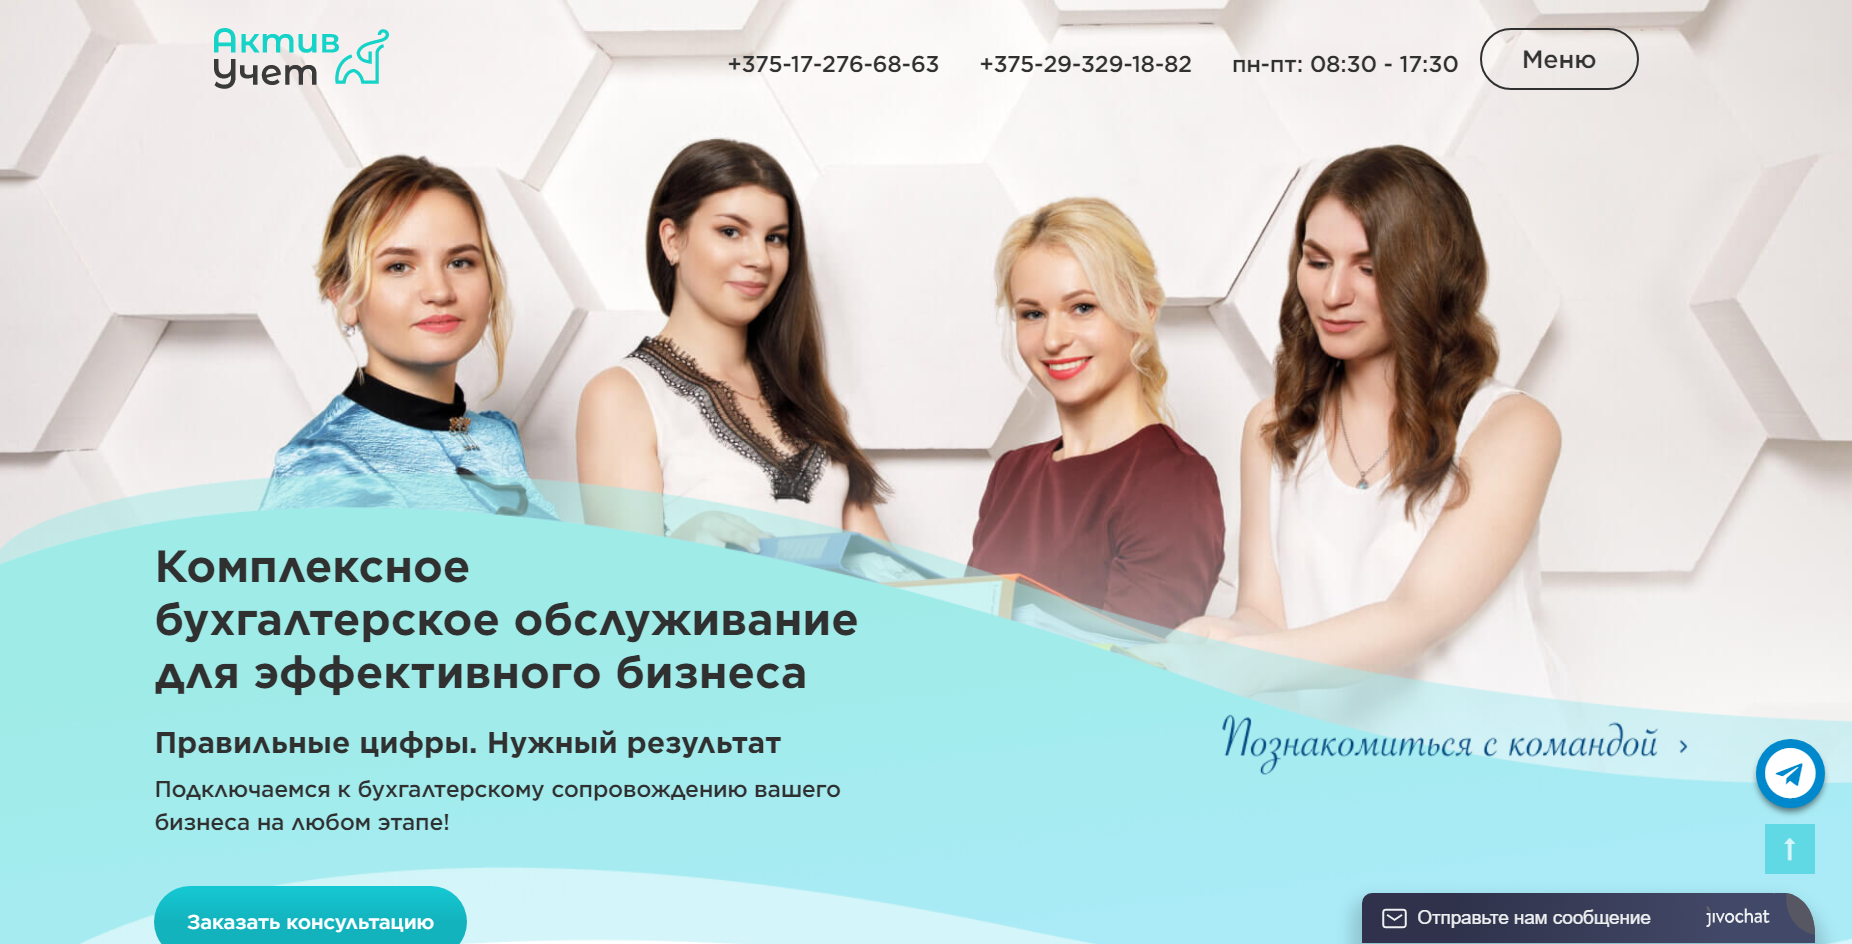 Актив
Учет
+375-17-276-68-63 +375-29-329-18-82 пн-пт: 08:30 - 17:30 Меню
Комплексное
бухгалтерское обслуживание
для эффективного бизнеса
Правильные цифры. Нужный результат
Познакомиться с командой
Подключаемся к бухгалтерскому сопровождению вашего
бизнеса на любом этапе!
Заказать консультацию
Отправьте нам сообщение jivochat